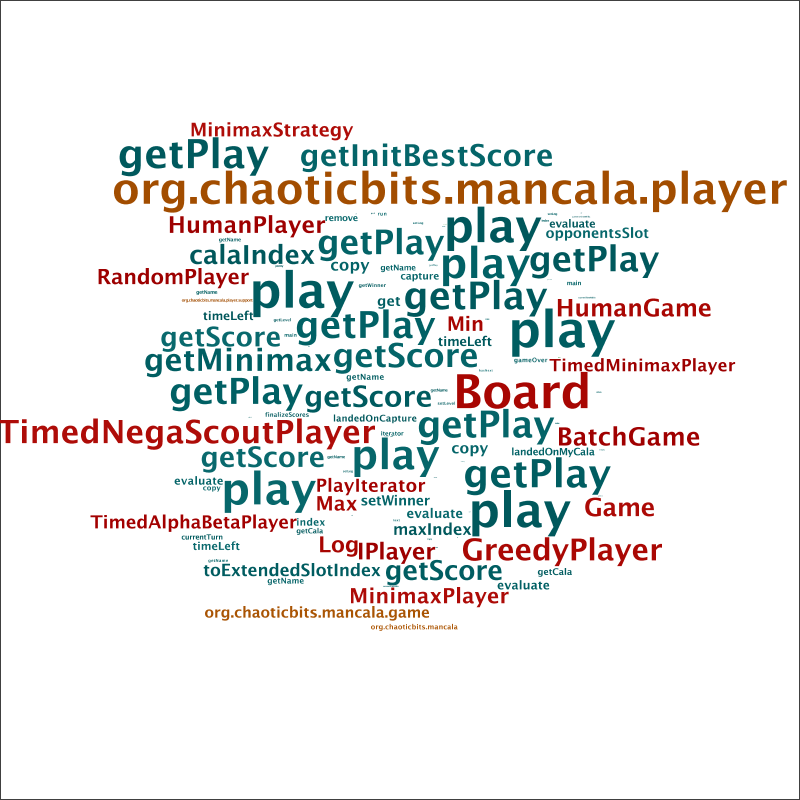 MinimaxStrategy
getPlay
getInitBestScore
org.chaoticbits.mancala.player
HumanPlayer
remove
run
play
evaluate
opponentsSlot
getName
getPlay
calaIndex
copy
getName
capture
play
getPlay
RandomPlayer
play
getWinner
main
getName
org.chaoticbits.mancala.player.support
get
getPlay
HumanGame
timeLeft
getLevel
getPlay
Min
play
getScore
main
timeLeft
getMinimax
getScore
gameOver
TimedMinimaxPlayer
getName
getPlay
getScore
getName
setLevel
Board
finalizeScores
landedOnCapture
getPlay
TimedNegaScoutPlayer
iterator
BatchGame
getScore
getName
play
copy
landedOnMyCala
evaluate
copy
play
PlayIterator
getPlay
Max
setWinner
play
Game
TimedAlphaBetaPlayer
index
evaluate
getCala
maxIndex
currentTurn
timeLeft
Log
IPlayer
GreedyPlayer
getName
toExtendedSlotIndex
getScore
getCala
getName
evaluate
MinimaxPlayer
org.chaoticbits.mancala.game
org.chaoticbits.mancala